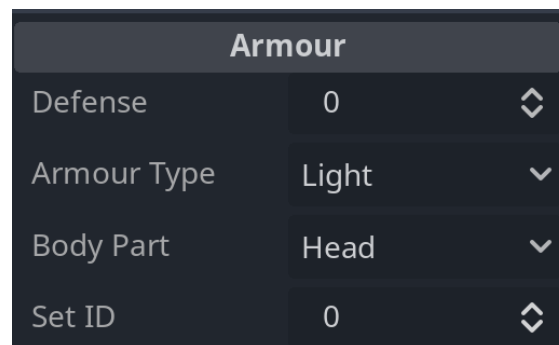 Armour
Defense 0
Armour Type Light
Body Part Head
Set ID 0